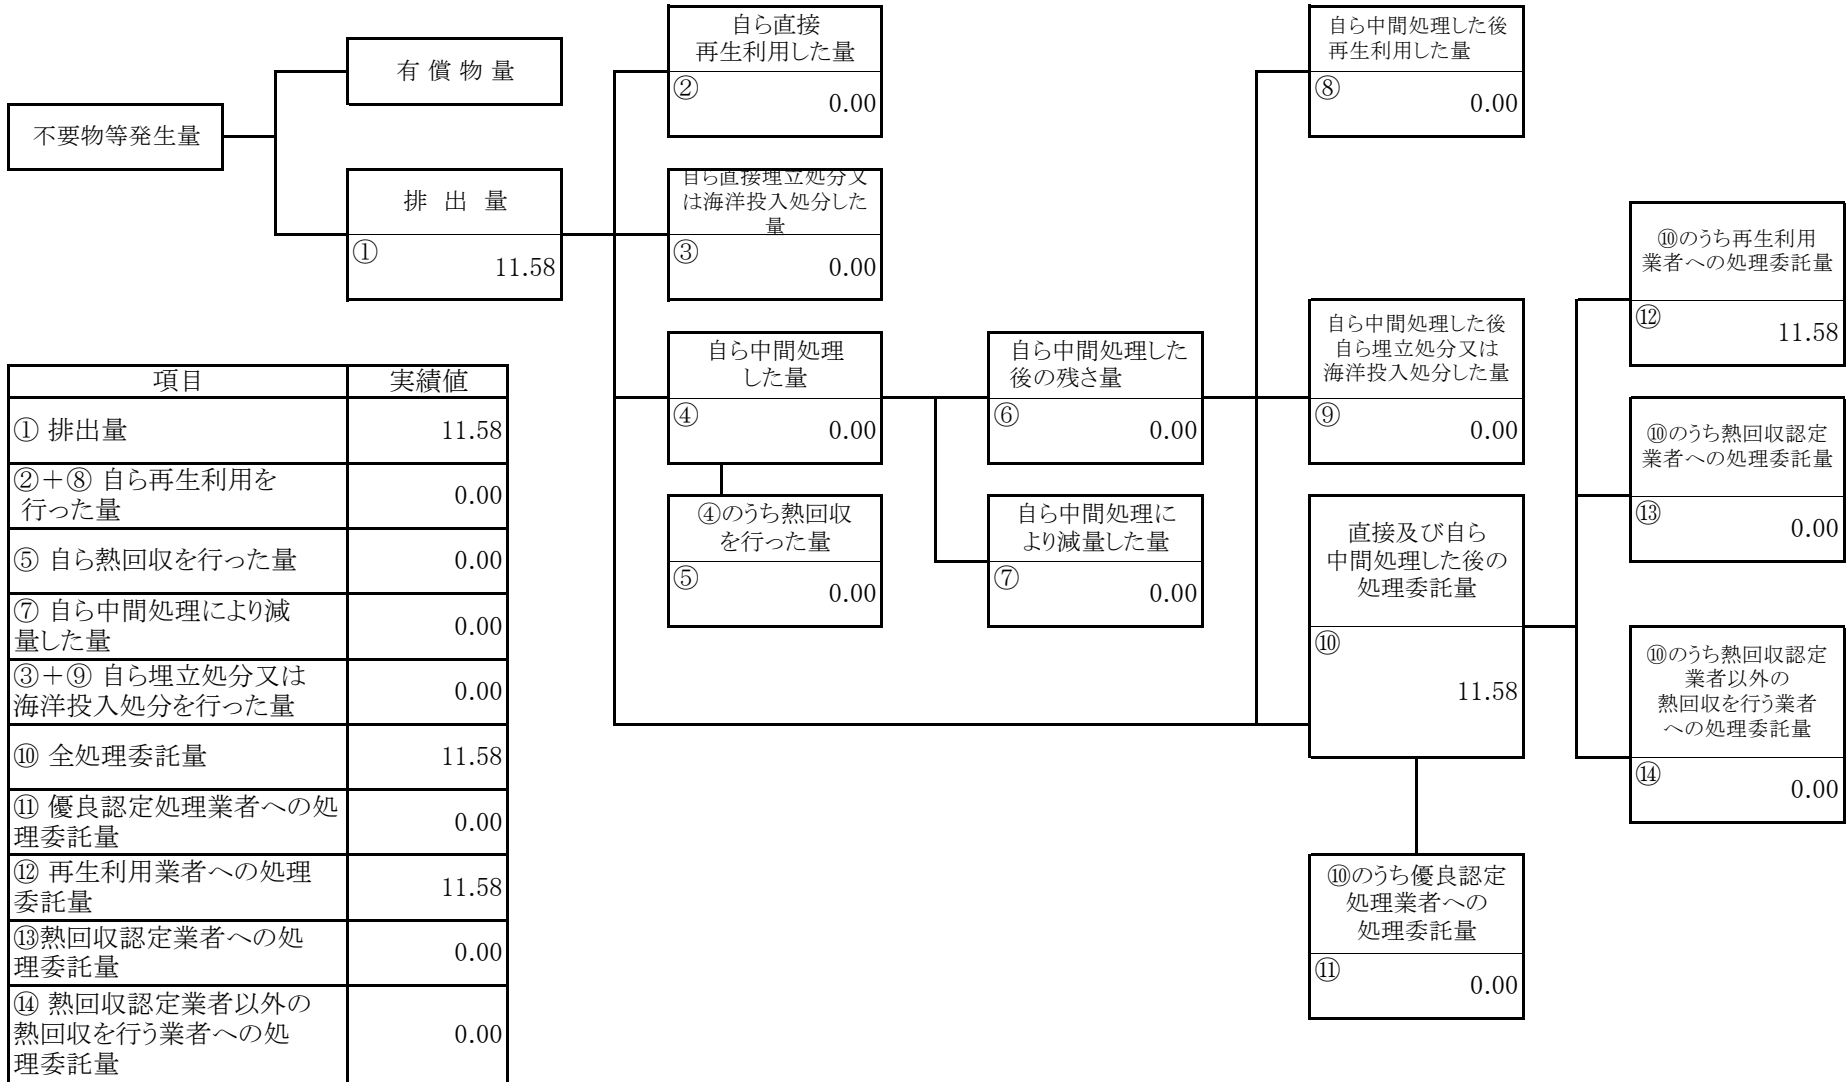 不要物等発生量
有 償 物 量
排 出 量
①
11.58
自ら直接
再生利用した量
②
0.00
自ら直接埋立処分又
は海洋投入処分した
量
③
0.00
自ら中間処理
した量
④
0.00
④のうち熱回収
を行った量
⑤
0.00
自ら中間処理した
後の残さ量
⑥
0.00
自ら中間処理に
より減量した量
⑦
0.00
自ら中間処理した後
再生利用した量
⑧
0.00
自ら中間処理した後
自ら埋立処分又は
海洋投入処分した量
⑨
0.00
直接及び自ら
中間処理した後の
処理委託量
⑩
11.58
⑩のうち優良認定
処理業者への
処理委託量
⑪
0.00
⑩のうち再生利用
業者への処理委託量
⑫
11.58
⑩のうち熱回収認定
業者への処理委託量
⑬
0.00
⑩のうち熱回収認定
業者以外の
熱回収を行う業者
への処理委託量
⑭
0.00
項目 実績値
① 排出量 11.58
②＋⑧ 自ら再生利用を
行った量 0.00
⑤ 自ら熱回収を行った量 0.00
⑦ 自ら中間処理により減
量した量 0.00
③＋⑨ 自ら埋立処分又は
海洋投入処分を行った量 0.00
⑩ 全処理委託量 11.58
⑪ 優良認定処理業者への処
理委託量 0.00
⑫ 再生利用業者への処理
委託量 11.58
⑬熱回収認定業者への処
理委託量 0.00
⑭ 熱回収認定業者以外の
熱回収を行う業者への処
理委託量 0.00